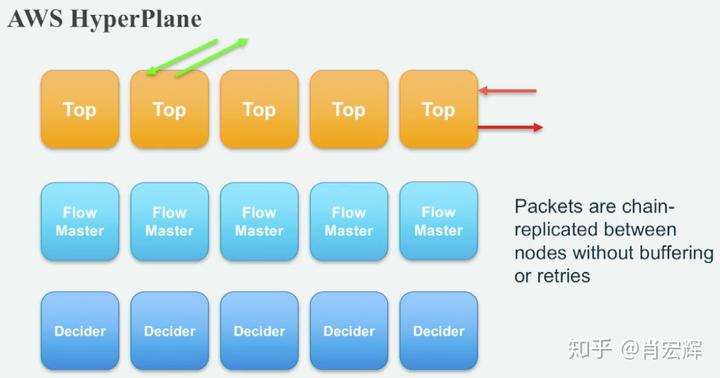 AWS HyperPlane
Top Top Top Top Top
Flow Flow Flow Flow Flow
Master Master Master Master Master
Packets are chain-
replicated between
nodes without buffering
or retries
Decider Decider Decider Decider Decider
知乎 @肖宏辉